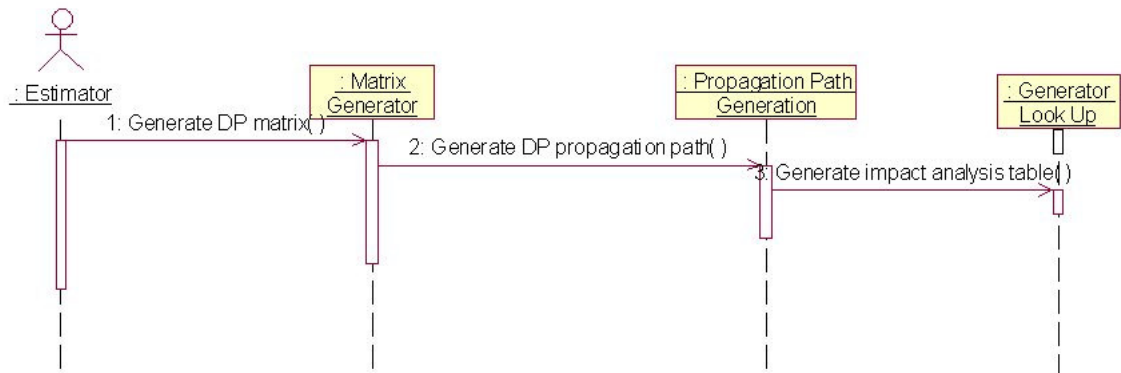 : Estimator
: Matrix
Generator
: Propagation Path
Generation
: Generator
Look Up
1: Generate DP matrix( )
2: Generate DP propagation path( )
3: Generate impact analysis table( )